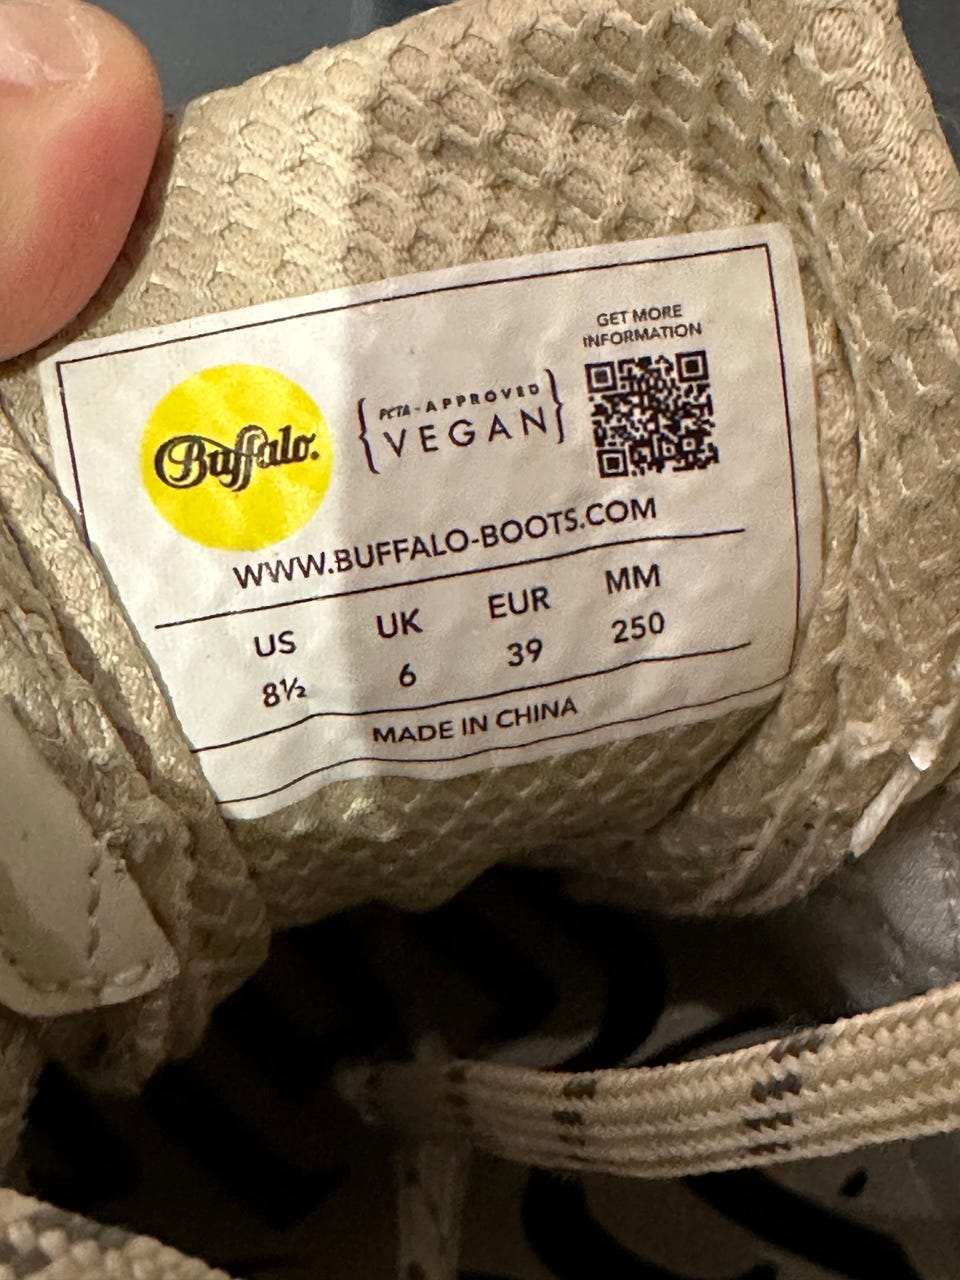 Buffalo.
{PETA-APPROVED
VEGAN}
GET MORE
INFORMATION
WWW.BUFFALO-BOOTS.COM
US UK EUR MM
8½ 6 39 250
MADE IN CHINA